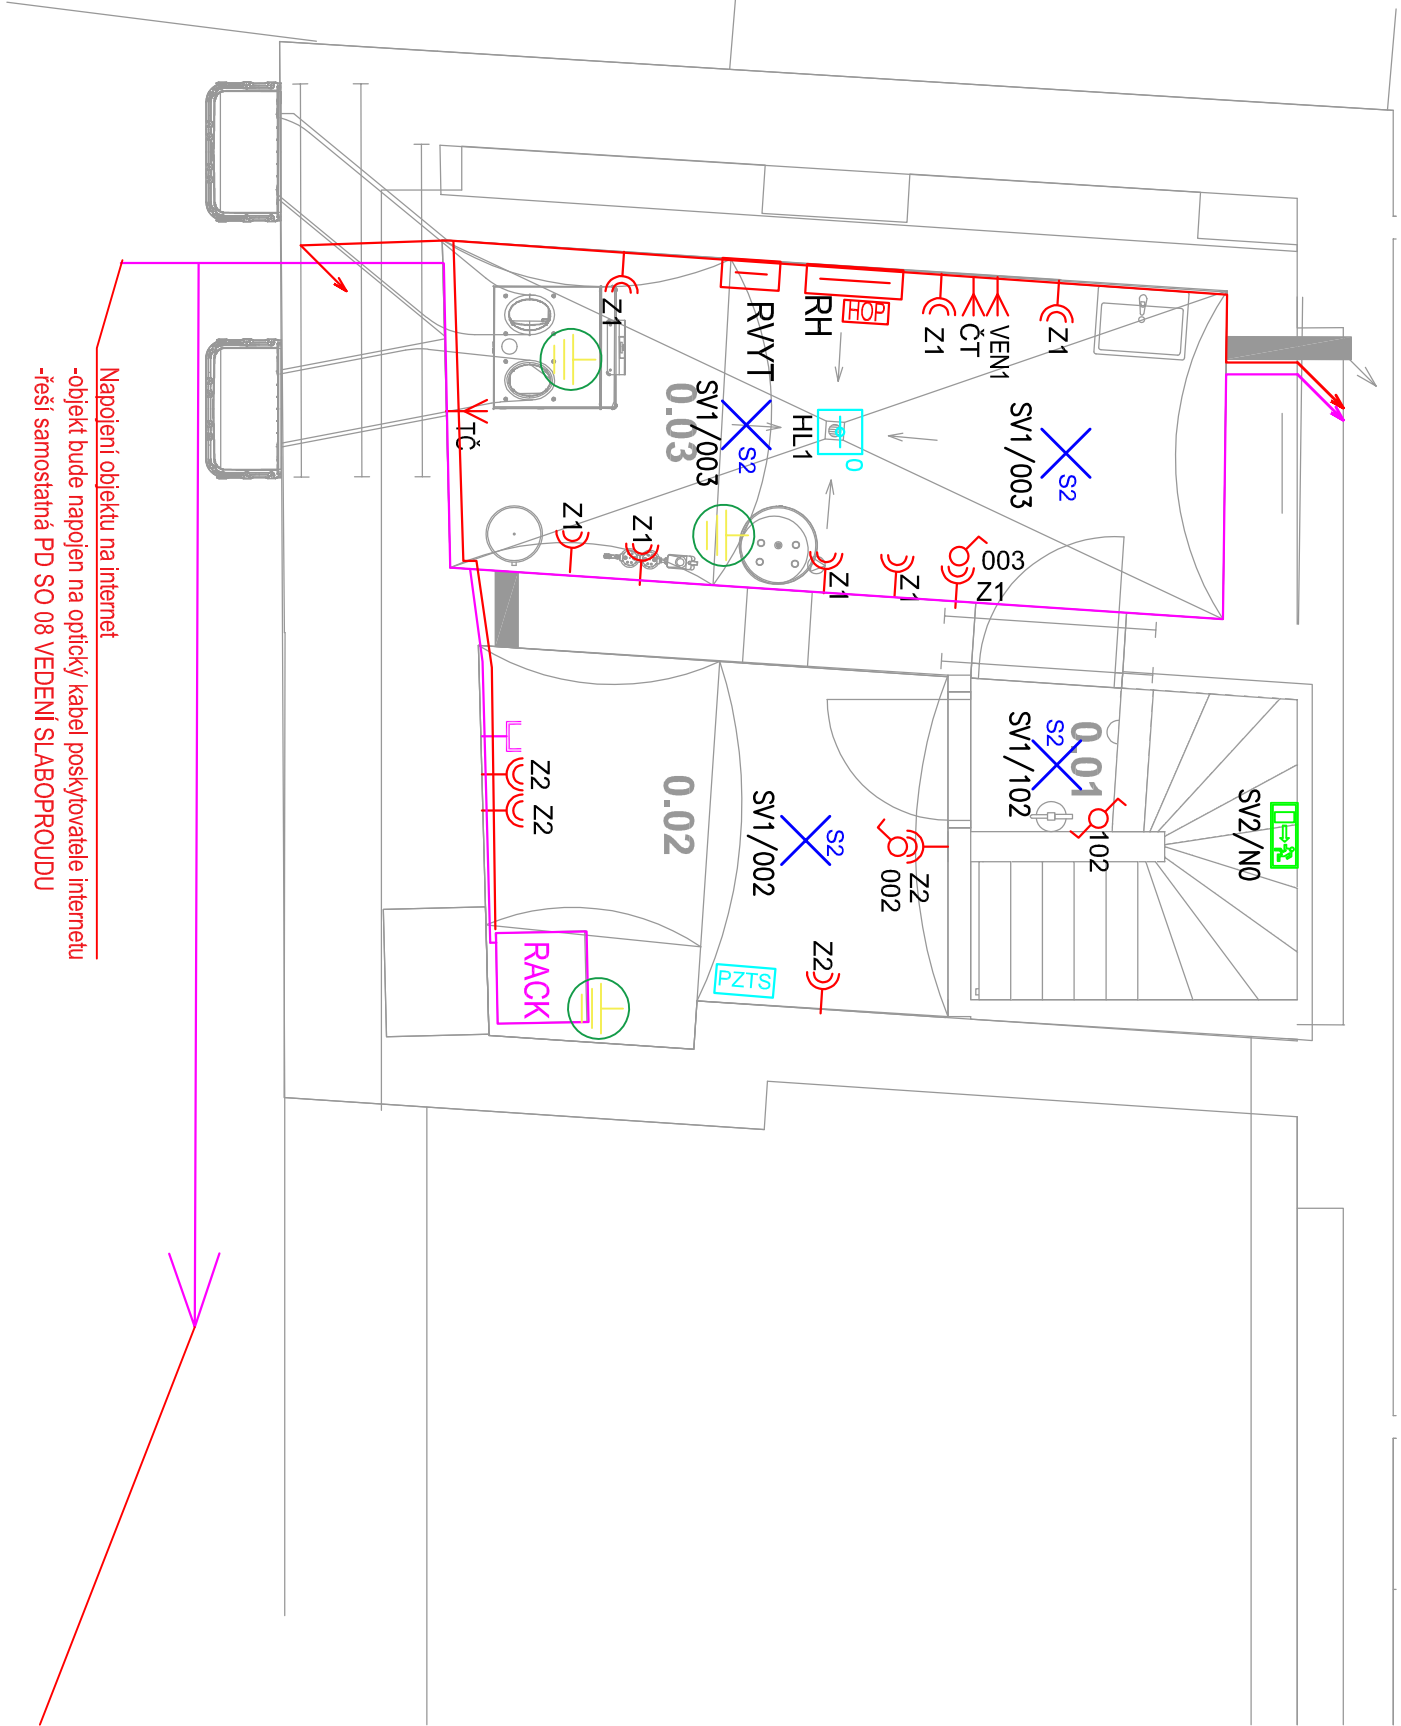 Napojení objektu na internet
-objekt bude napojen na optický kabel poskytovatele internetu
-řeší samostatná PD SO 08 VEDENÍ SLABOPROUDU
Z1
RVYT
RH
HOP
Z1
ČT
VEN1
Z1
TČ
0.03
SV1/003
S2
HL1
0
SV1/003
S2
Z1
Z1
Z1
Z1
003
Z1
Z2
Z2
0.02
SV1/002
S2
Z2
002
Z2
PZTS
RACK
0.01
S2
SV1/102
102
SV2/N0